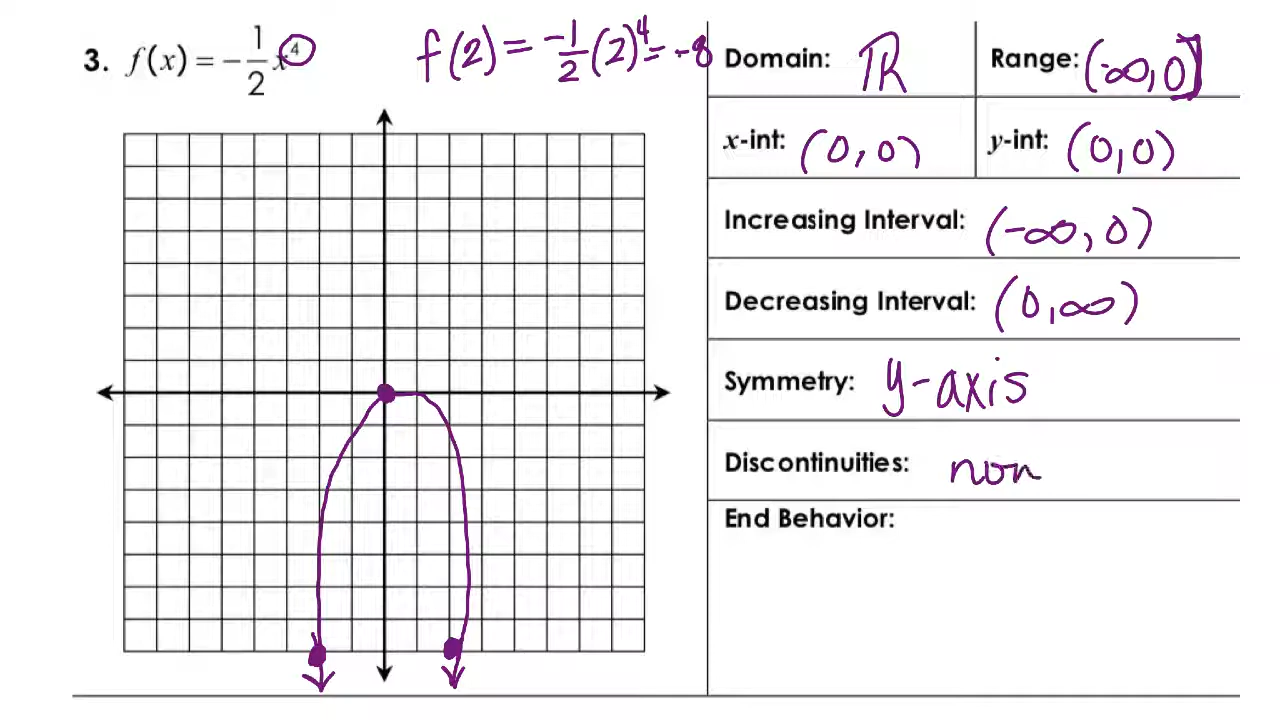 3. f(x) = -1/2 x^4
f(2) = -1/2 (2)^4 = -8
Domain: ℝ
Range: (-∞, 0]
x-int: (0, 0)
y-int: (0, 0)
Increasing Interval: (-∞, 0)
Decreasing Interval: (0, ∞)
Symmetry: y-axis
Discontinuities: non
End Behavior: